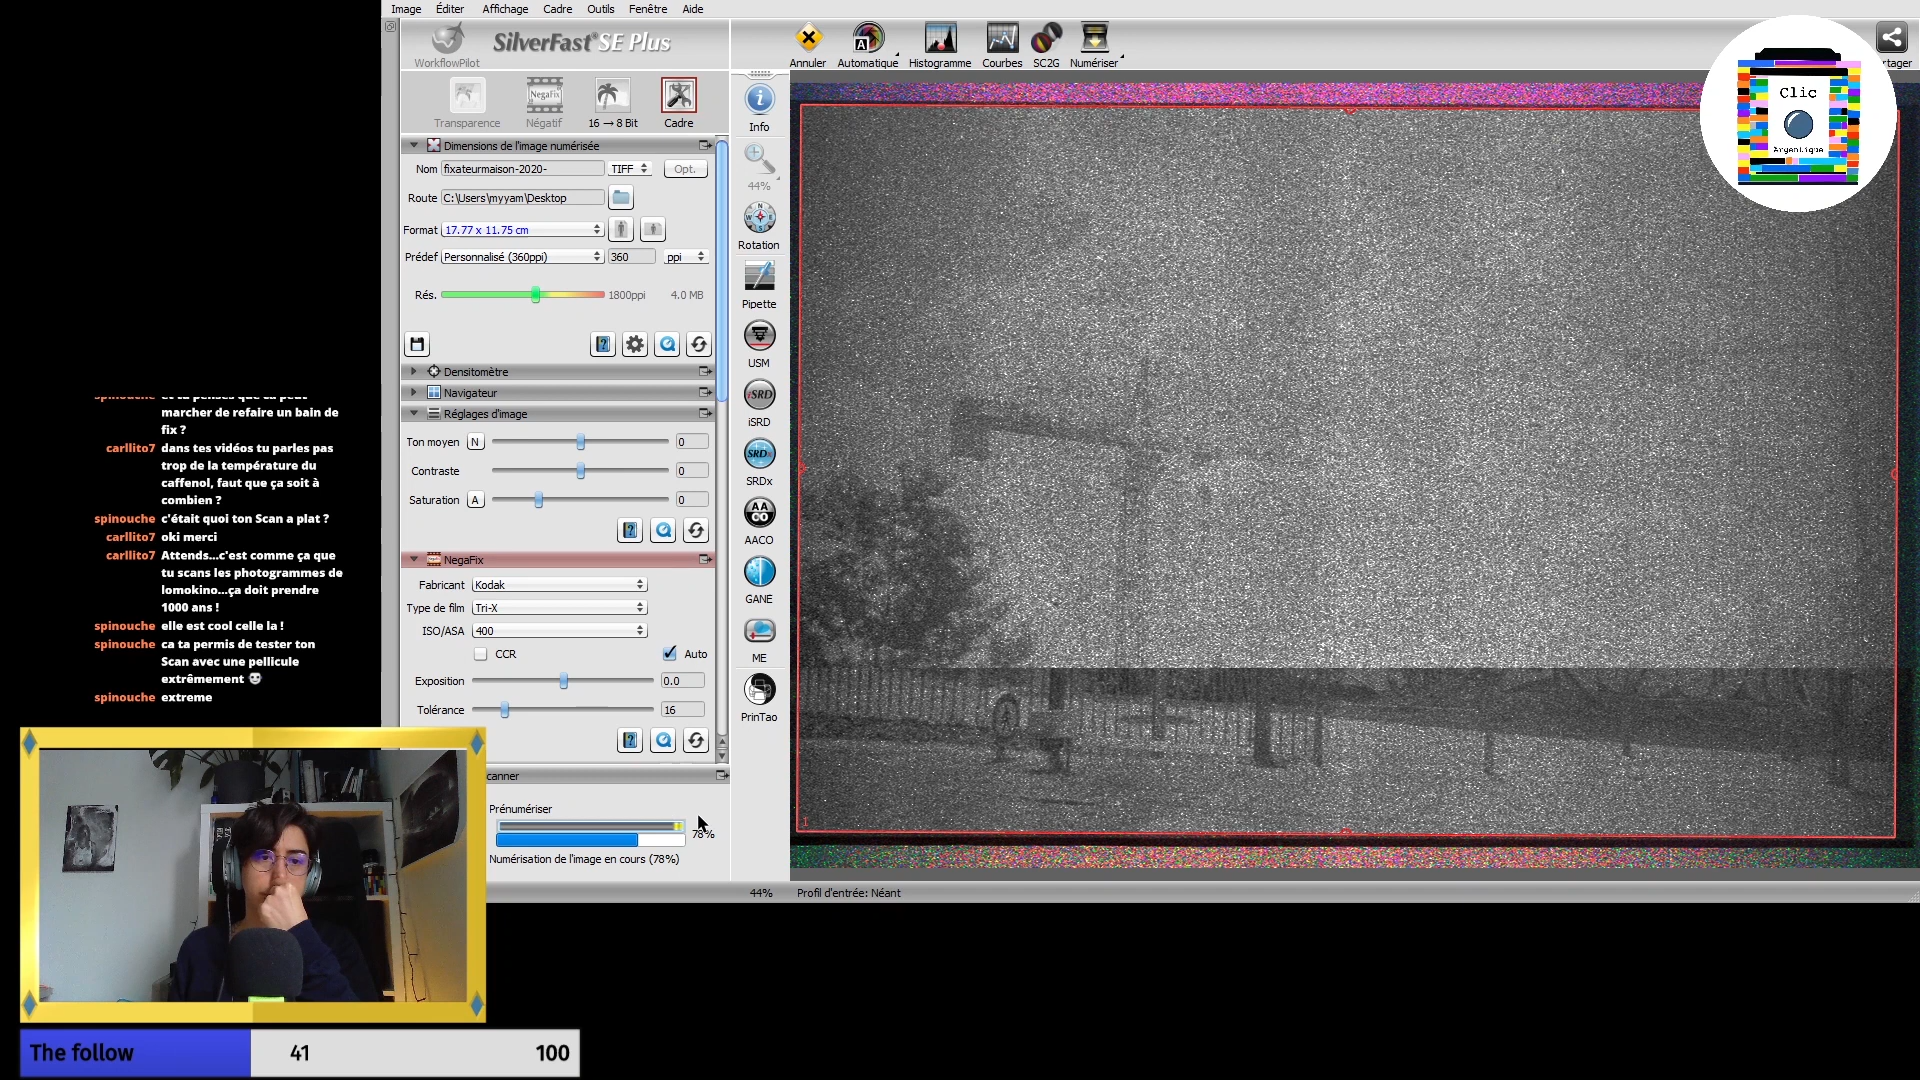 Image Éditer Affichage Cadre Outils Fenêtre Aide
WorkflowPilot
SilverFast® SE Plus
Annuler Automatique Histogramme Courbes SC2G Numériser
Transparence Négatif 16 → 8 Bit Cadre
NegaFix
Dimensions de l'image numérisée
Nom fixateurmaison-2020- TIFF Opt.
Route C:\Users\myyam\Desktop
Format 17.77 x 11.75 cm
Prédef Personnalisé (360ppi) 360 ppi
Rés. 1800ppi 4.0 MB
Densitomètre
Navigateur
Réglages d'image
Ton moyen N 0
Contraste 0
Saturation A 0
NegaFix
Fabricant Kodak
Type de film Tri-X
ISO/ASA 400
CCR Auto
Exposition 0.0
Tolérance 16
Prénumériser
78%
Numérisation de l'image en cours (78%)
Info
44%
Rotation
Pipette
USM
iSRD
iSRD
SRDx
SRDx
AACO
AACO
GANE
ME
PrinTao
44% Profil d'entrée: Néant
Clic
Argentique
marcher de refaire un bain de
fix ?
carllito7 dans tes vidéos tu parles pas
trop de la température du
caffenol, faut que ça soit à
combien ?
spinouche c'était quoi ton Scan a plat ?
carllito7 oki merci
carllito7 Attends...c'est comme ça que
tu scans les photogrammes de
lomokino...ça doit prendre
1000 ans !
spinouche elle est cool celle la !
spinouche ca ta permis de tester ton
Scan avec une pellicule
extrêmement 💀
spinouche extreme
The follow 41 100